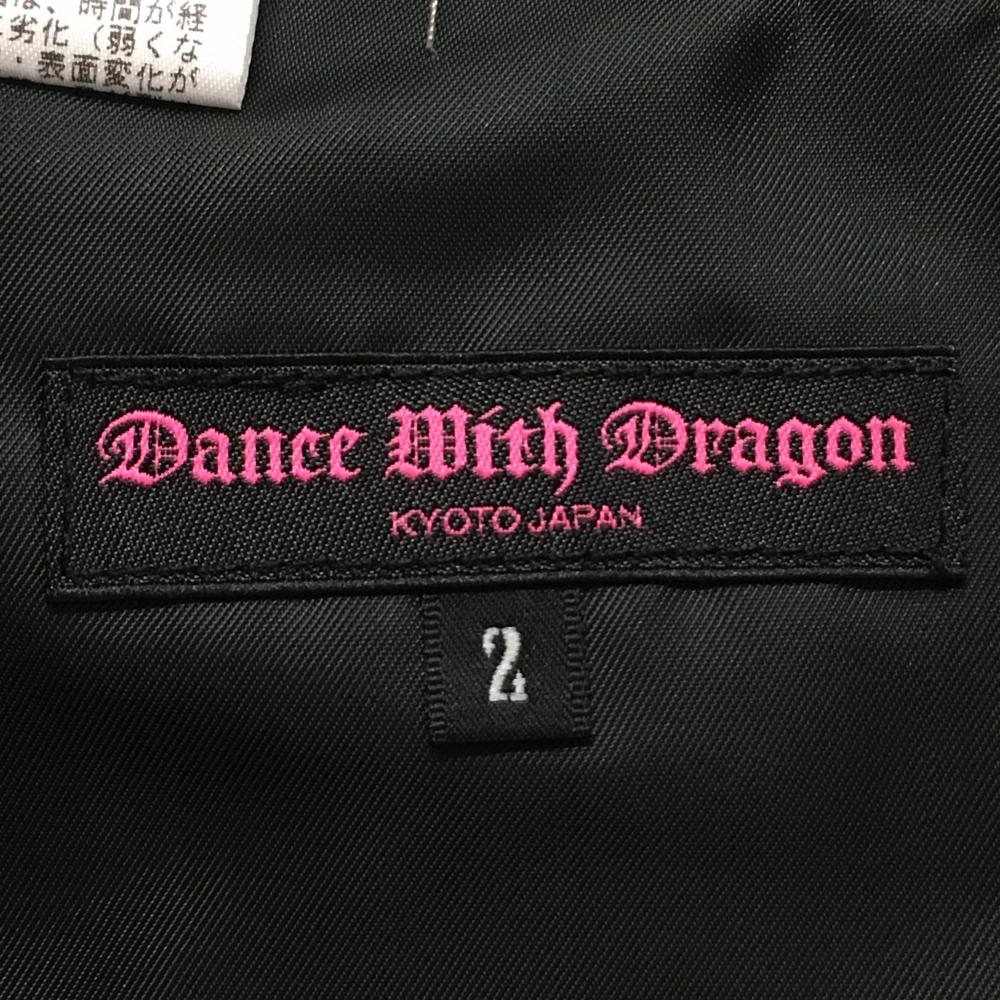 は、時間が経
劣化（弱くな
・表面変化が
Dance With Dragon
KYOTO JAPAN
2